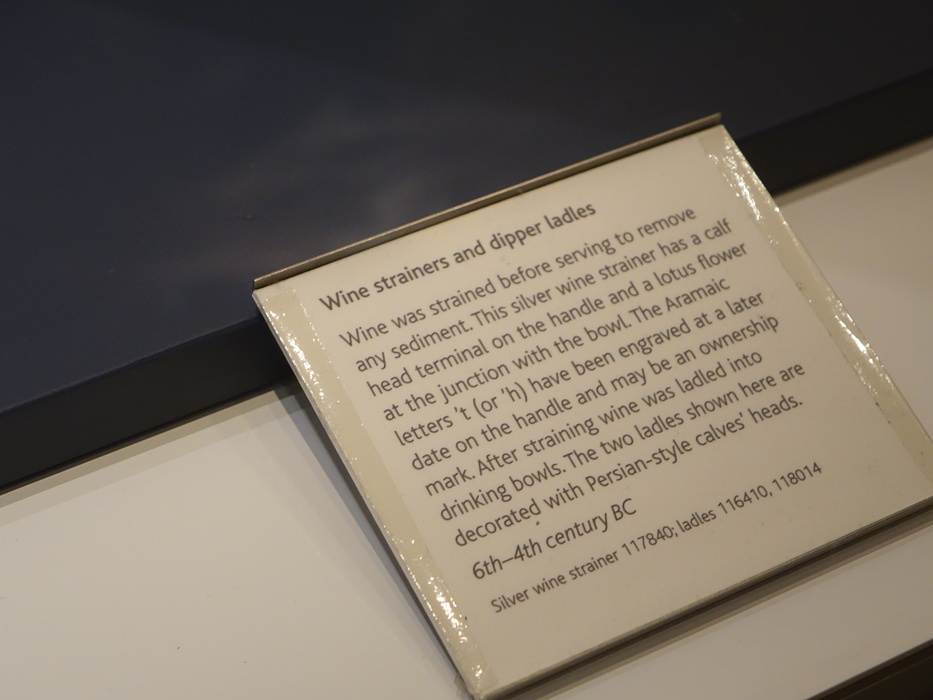 Wine strainers and dipper ladles
Wine was strained before serving to remove
any sediment. This silver wine strainer has a calf
head terminal on the handle and a lotus flower
at the junction with the bowl. The Aramaic
letters 't (or 'h) have been engraved at a later
date on the handle and may be an ownership
mark. After straining wine was ladled into
drinking bowls. The two ladles shown here are
decorated with Persian-style calves' heads.
6th–4th century BC
Silver wine strainer 117840; ladles 116410, 118014